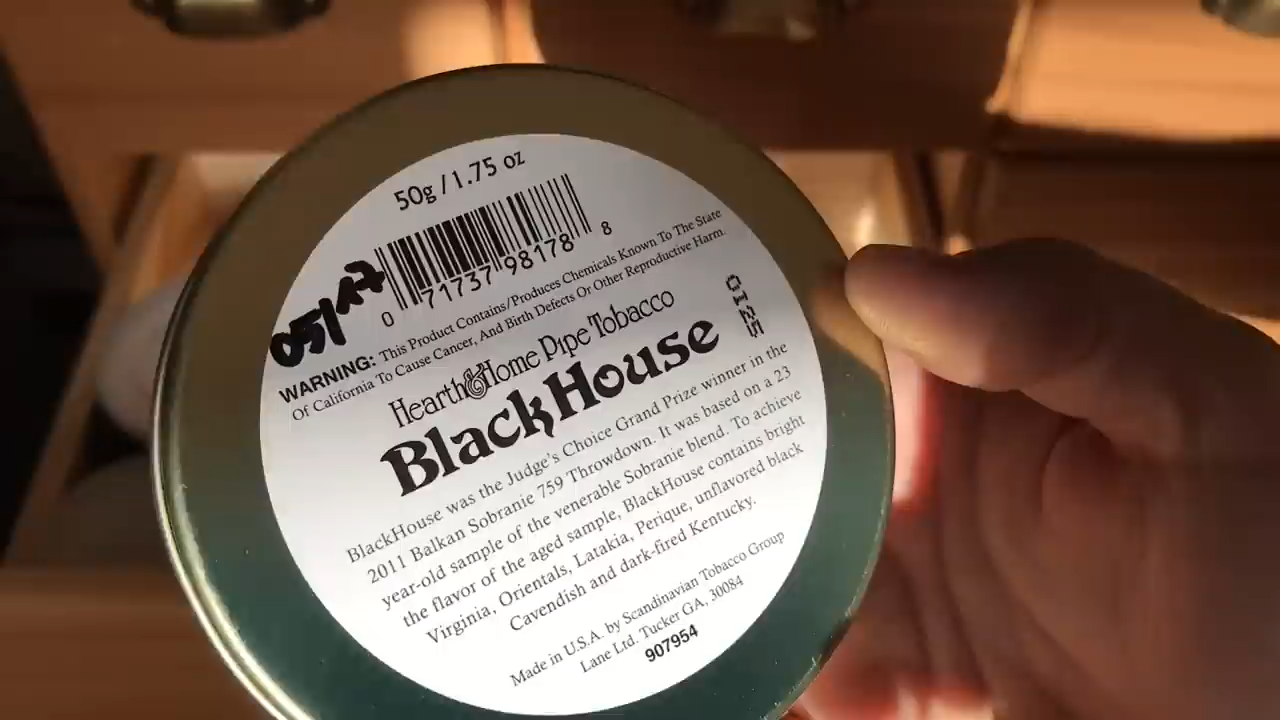 50g / 1.75 oz
0 71737 98178 8
WARNING: This Product Contains/Produces Chemicals Known To The State
Of California To Cause Cancer, And Birth Defects Or Other Reproductive Harm.
Hearth & Home Pipe Tobacco
BlackHouse
0125
BlackHouse was the Judge's Choice Grand Prize winner in the
2011 Balkan Sobranie 759 Throwdown. It was based on a 23
year-old sample of the venerable Sobranie blend. To achieve
the flavor of the aged sample, BlackHouse contains bright
Virginia, Orientals, Latakia, Perique, unflavored black
Cavendish and dark-fired Kentucky.
Made in U.S.A. by Scandinavian Tobacco Group
Lane Ltd. Tucker GA, 30084
907954